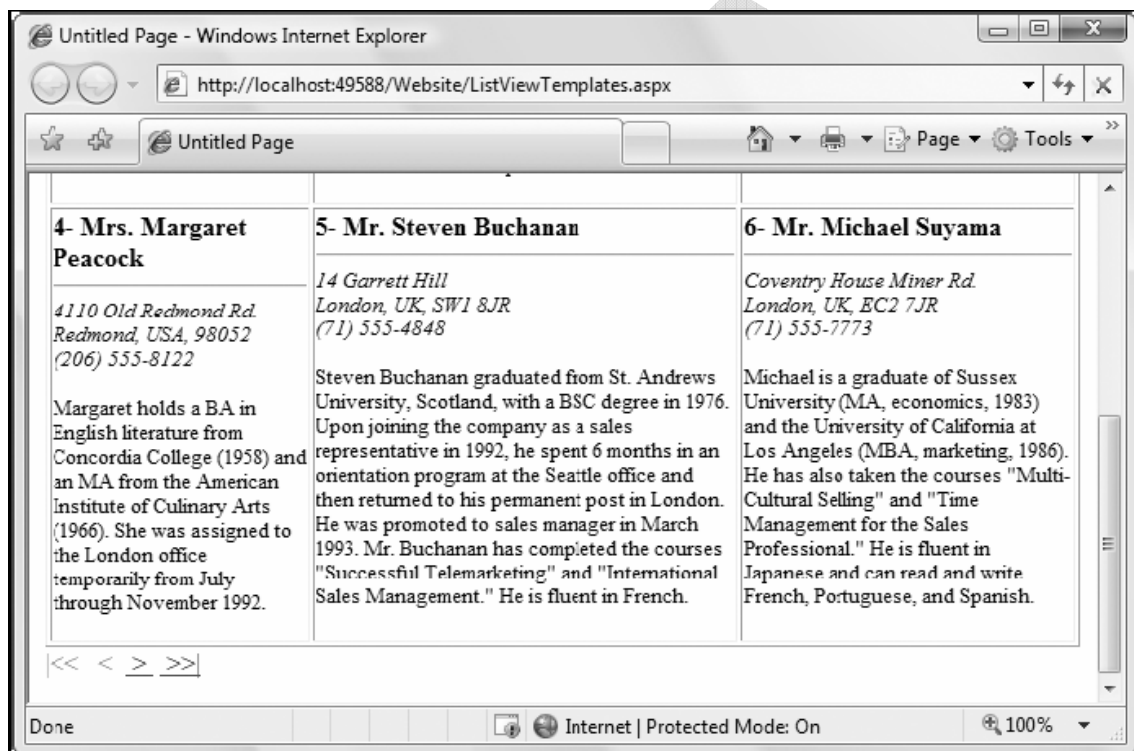 Untitled Page - Windows Internet Explorer
http://localhost:49588/Website/ListViewTemplates.aspx
Untitled Page
Page
Tools
4- Mrs. Margaret
Peacock
4110 Old Redmond Rd.
Redmond, USA, 98052
(206) 555-8122
Margaret holds a BA in
English literature from
Concordia College (1958) and
an MA from the American
Institute of Culinary Arts
(1966). She was assigned to
the London office
temporarily from July
through November 1992.
5- Mr. Steven Buchanan
14 Garrett Hill
London, UK, SW1 8JR
(71) 555-4848
Steven Buchanan graduated from St. Andrews
University, Scotland, with a BSC degree in 1976.
Upon joining the company as a sales
representative in 1992, he spent 6 months in an
orientation program at the Seattle office and
then returned to his permanent post in London.
He was promoted to sales manager in March
1993. Mr. Buchanan has completed the courses
"Successful Telemarketing" and "International
Sales Management." He is fluent in French.
6- Mr. Michael Suyama
Coventry House Miner Rd.
London, UK, EC2 7JR
(71) 555-7773
Michael is a graduate of Sussex
University (MA, economics, 1983)
and the University of California at
Los Angeles (MBA, marketing, 1986).
He has also taken the courses "Multi-
Cultural Selling" and "Time
Management for the Sales
Professional." He is fluent in
Japanese and can read and write
French, Portuguese, and Spanish.
|<< < > >>|
Done
Internet | Protected Mode: On
100%